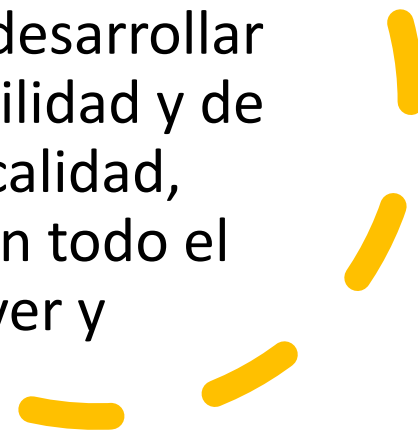 desarrollar
ilidad y de
calidad,
n todo el
ver y